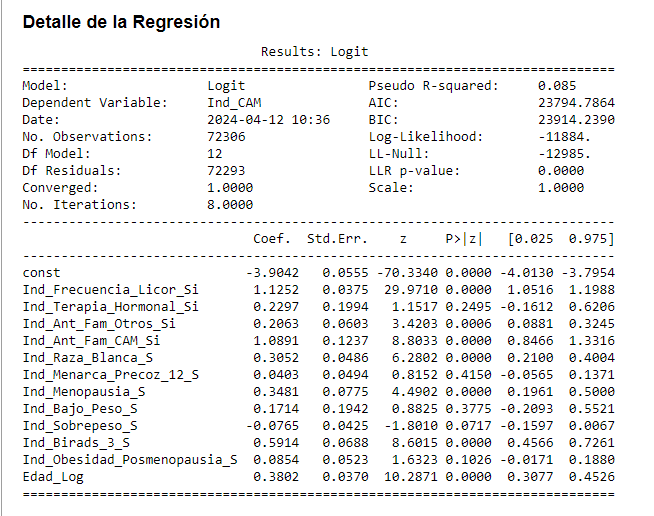 Detalle de la Regresión
Results: Logit
=====================================================================
Model: Logit Pseudo R-squared: 0.085
Dependent Variable: Ind_CAM AIC: 23794.7864
Date: 2024-04-12 10:36 BIC: 23914.2390
No. Observations: 72306 Log-Likelihood: -11884.
Df Model: 12 LL-Null: -12985.
Df Residuals: 72293 LLR p-value: 0.0000
Converged: 1.0000 Scale: 1.0000
No. Iterations: 8.0000
---------------------------------------------------------------------
Coef. Std.Err. z P>|z| [0.025 0.975]
---------------------------------------------------------------------
const -3.9042 0.0555 -70.3340 0.0000 -4.0130 -3.7954
Ind_Frecuencia_Licor_Si 1.1252 0.0375 29.9710 0.0000 1.0516 1.1988
Ind_Terapia_Hormonal_Si 0.2297 0.1994 1.1517 0.2495 -0.1612 0.6206
Ind_Ant_Fam_Otros_Si 0.2063 0.0603 3.4203 0.0006 0.0881 0.3245
Ind_Ant_Fam_CAM_Si 1.0891 0.1237 8.8033 0.0000 0.8466 1.3316
Ind_Raza_Blanca_S 0.3052 0.0486 6.2802 0.0000 0.2100 0.4004
Ind_Menarca_Precoz_12_S 0.0403 0.0494 0.8152 0.4150 -0.0565 0.1371
Ind_Menopausia_S 0.3481 0.0775 4.4902 0.0000 0.1961 0.5000
Ind_Bajo_Peso_S 0.1714 0.1942 0.8825 0.3775 -0.2093 0.5521
Ind_Sobrepeso_S -0.0765 0.0425 -1.8010 0.0717 -0.1597 0.0067
Ind_Birads_3_S 0.5914 0.0688 8.6015 0.0000 0.4566 0.7261
Ind_Obesidad_Posmenopausia_S 0.0854 0.0523 1.6323 0.1026 -0.0171 0.1880
Edad_Log 0.3802 0.0370 10.2871 0.0000 0.3077 0.4526
=====================================================================